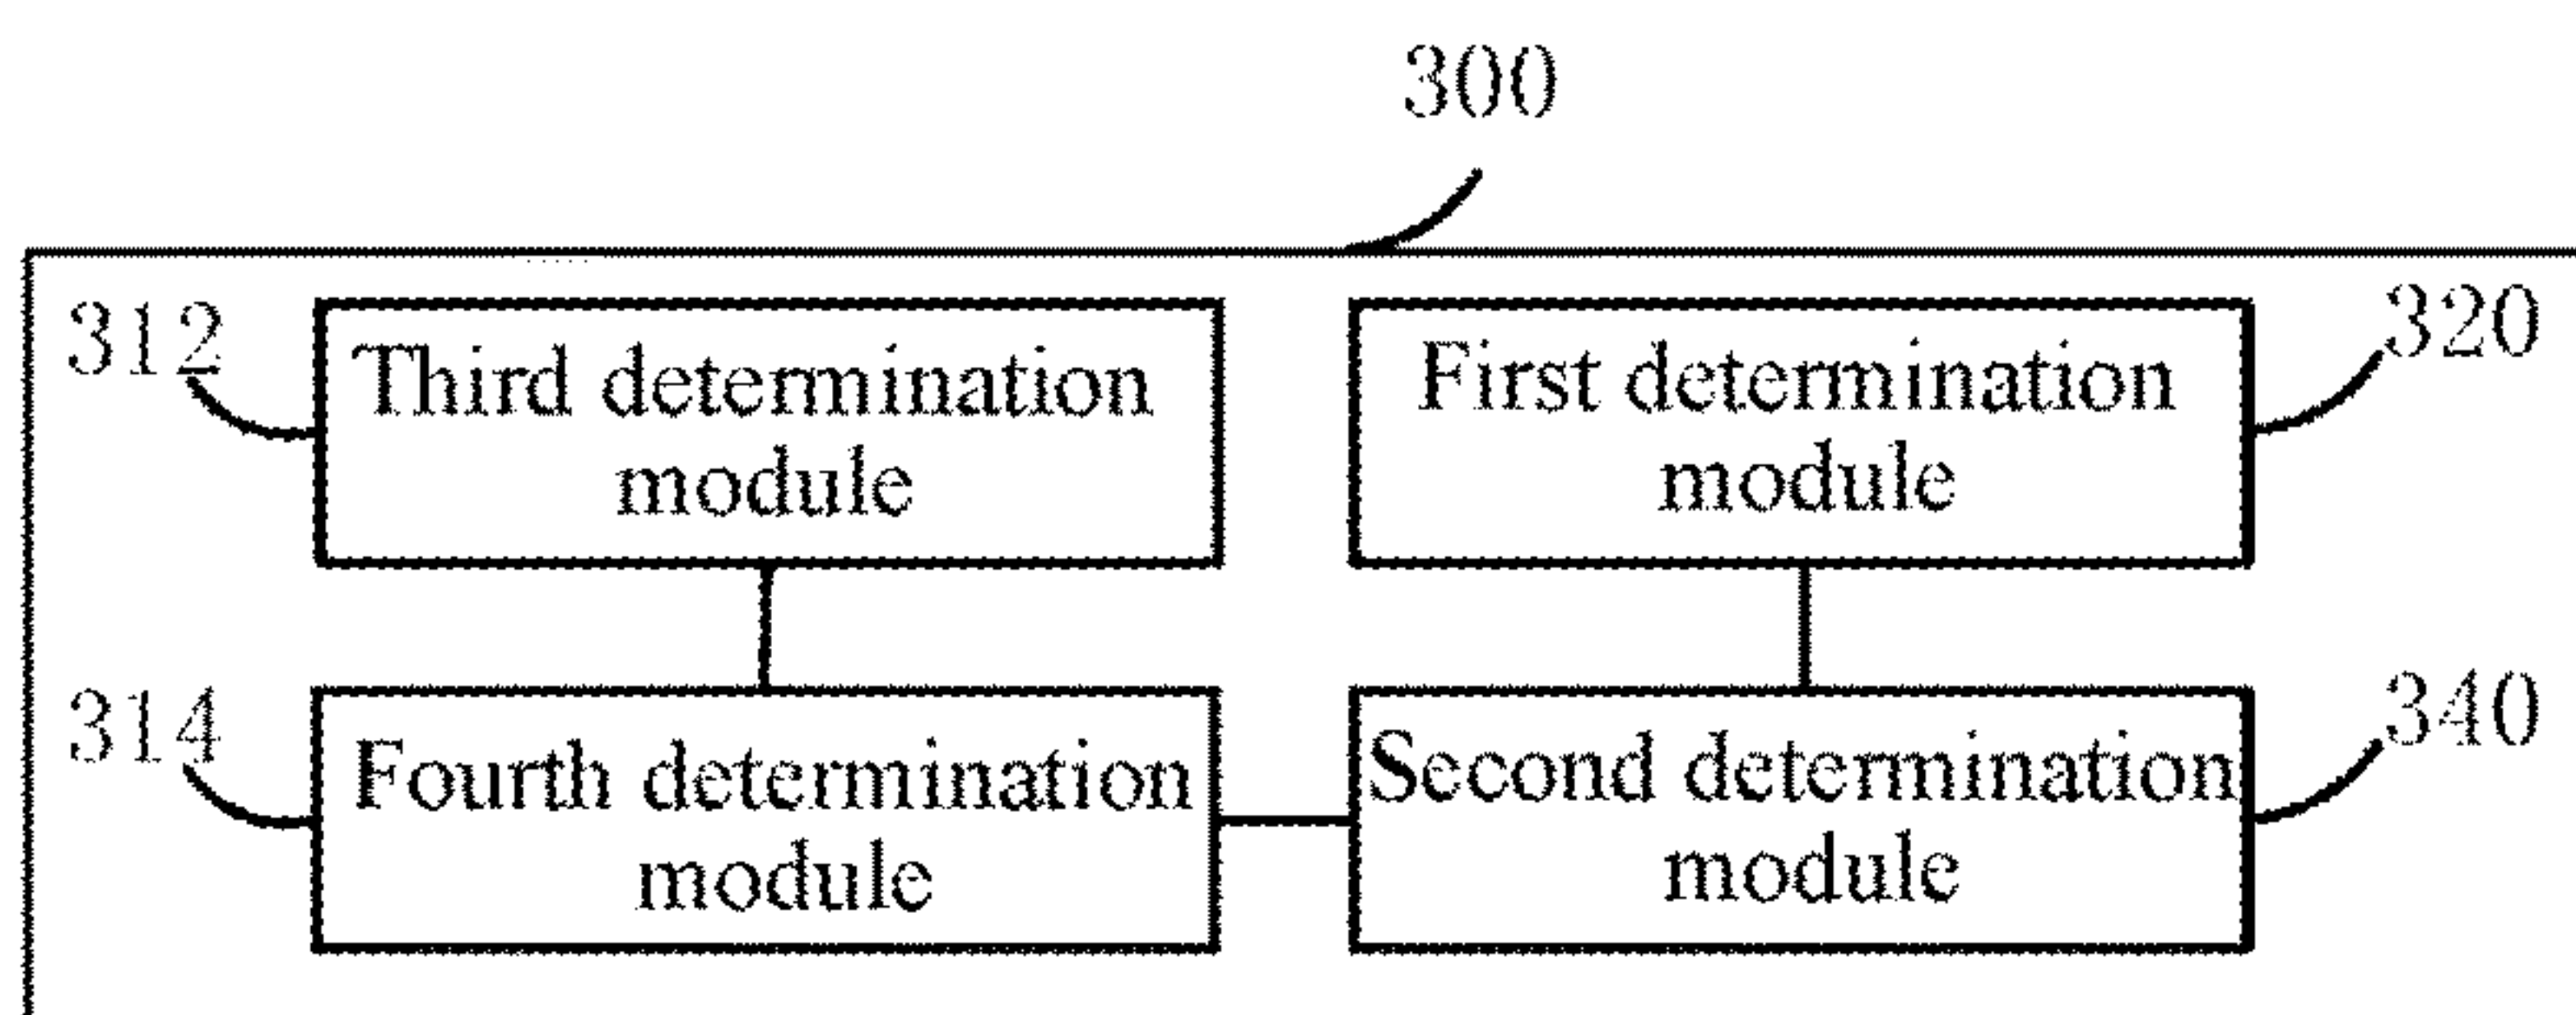 300
312
Third determination
module
First determination
module
320
314
Fourth determination
module
Second determination
module
340